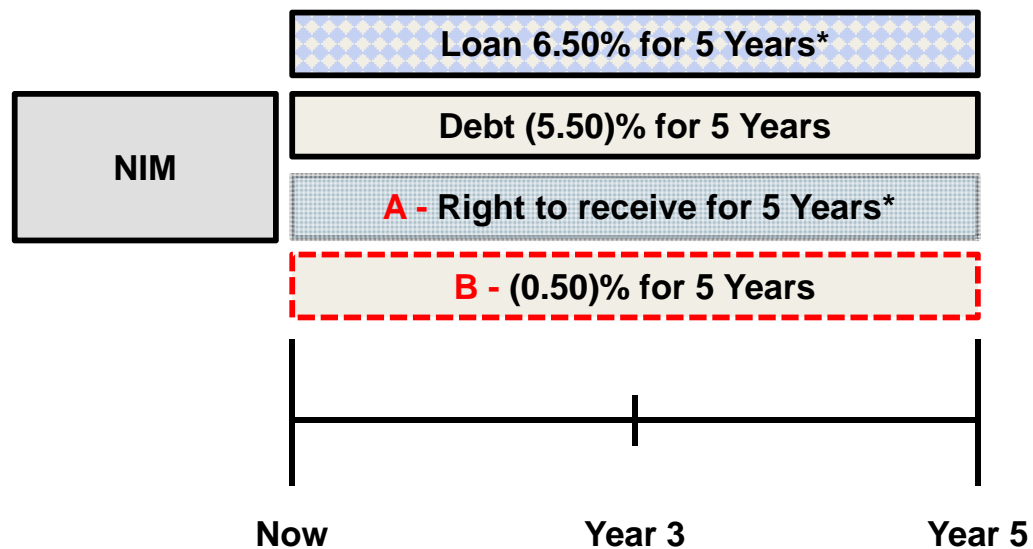 Loan 6.50% for 5 Years*
Debt (5.50)% for 5 Years
NIM
A - Right to receive for 5 Years*
B - (0.50)% for 5 Years
Now Year 3 Year 5